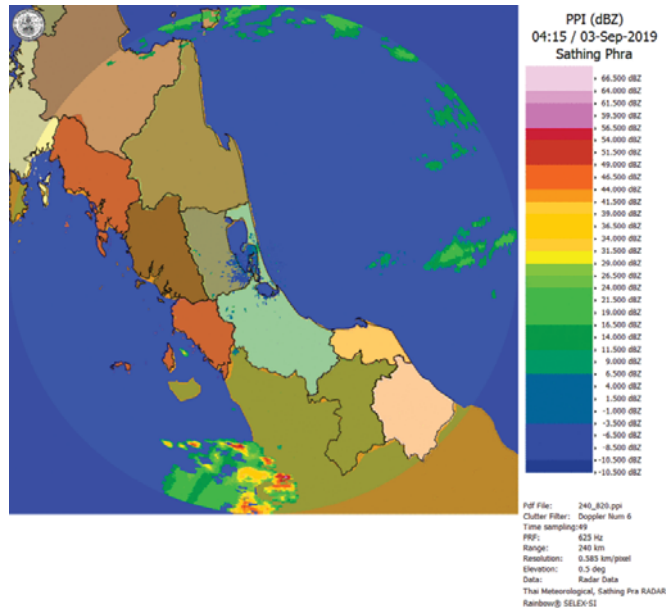 PPI (dBZ)
04:15 / 03-Sep-2019
Sathing Phra
66.500 dBZ
64.000 dBZ
61.500 dBZ
59.300 dBZ
56.500 dBZ
54.000 dBZ
51.500 dBZ
49.000 dBZ
46.500 dBZ
44.000 dBZ
41.500 dBZ
39.000 dBZ
36.500 dBZ
34.000 dBZ
31.500 dBZ
29.000 dBZ
26.500 dBZ
24.000 dBZ
21.500 dBZ
19.000 dBZ
14.000 dBZ
11.500 dBZ
9.000 dBZ
6.500 dBZ
4.000 dBZ
1.500 dBZ
-1.000 dBZ
-3.500 dBZ
-6.500 dBZ
-8.500 dBZ
-10.500 dBZ
-10.500 dBZ
Pdf File: 240_820.ppi
Clutter Filter: Doppler Num 6
Time sampling:49
PRF: 625 Hz
Range: 240 km
Resolution: 0.585 km/pixel
Elevation: 0.5 deg
Data: Radar Data
Thai Meteorological, Sathing Pra RADAR
Rainbow® SELEX-SI